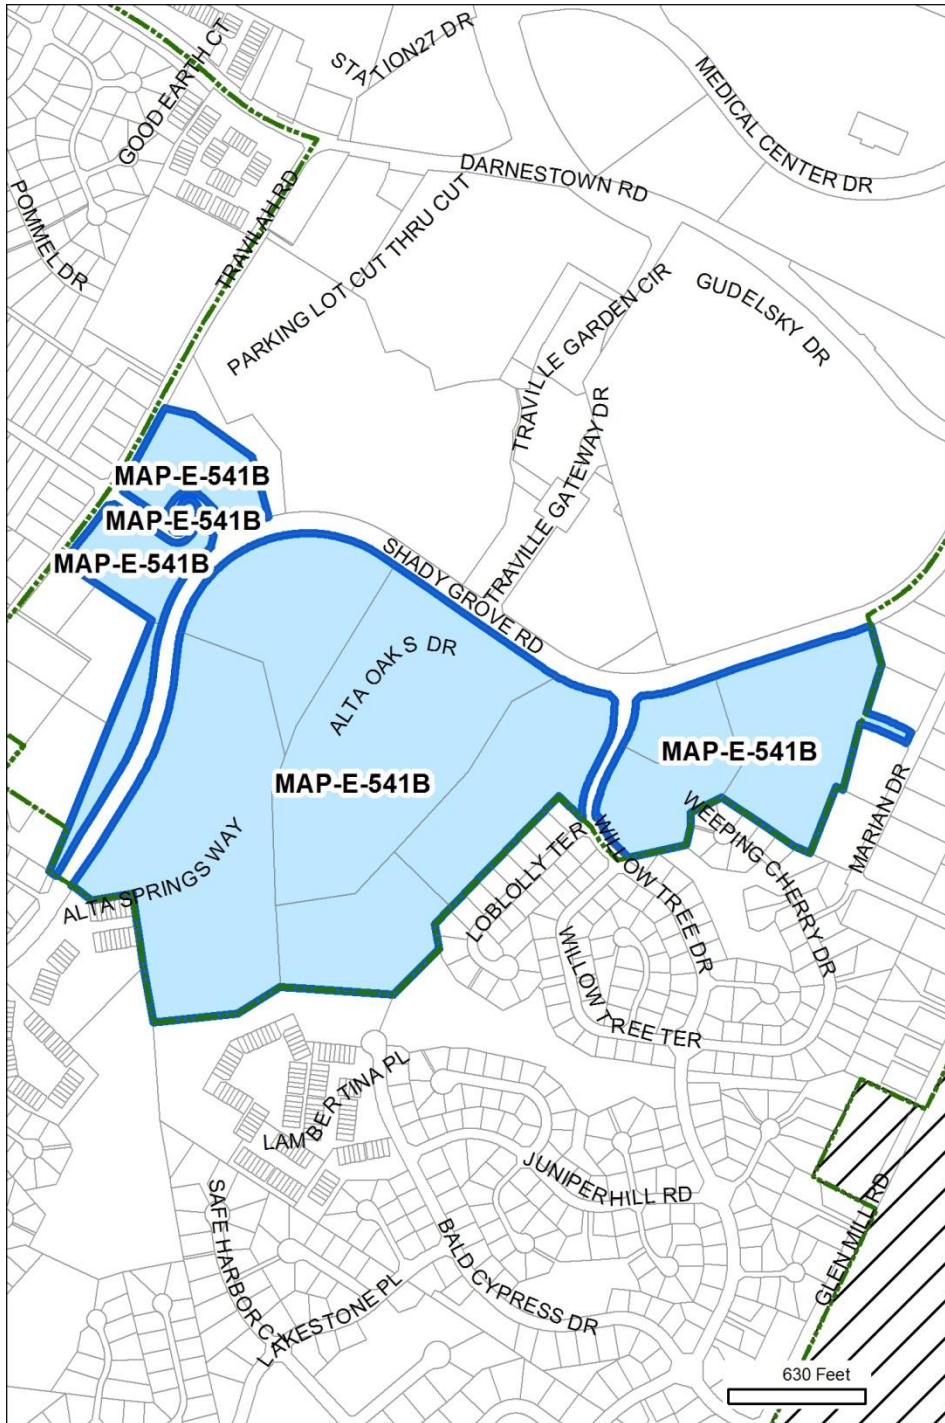 STATION27 DR
GOOD EARTH CT
MEDICAL CENTER DR
DARNESTOWN RD
POMMEL DR
TRAVILAH RD
PARKING LOT CUT THRU CUT
GUDELSKY DR
TRAVILLE GARDEN CIR
TRAVILLE GATEWAY DR
MAP-E-541B
MAP-E-541B
MAP-E-541B
SHADY GROVE RD
ALTA OAKS DR
MAP-E-541B
MAP-E-541B
MARIAN DR
WEEPING CHERRY DR
ALTA SPRINGS WAY
LOBLOLLY TER
WILLOW TREE DR
WILLOW TREE TER
LAMBERTINA PL
JUNIPER HILL RD
SAFE HARBOR CT
BALD CYPRESS DR
LAKESTONE PL
GLEN MILL RD
630 Feet